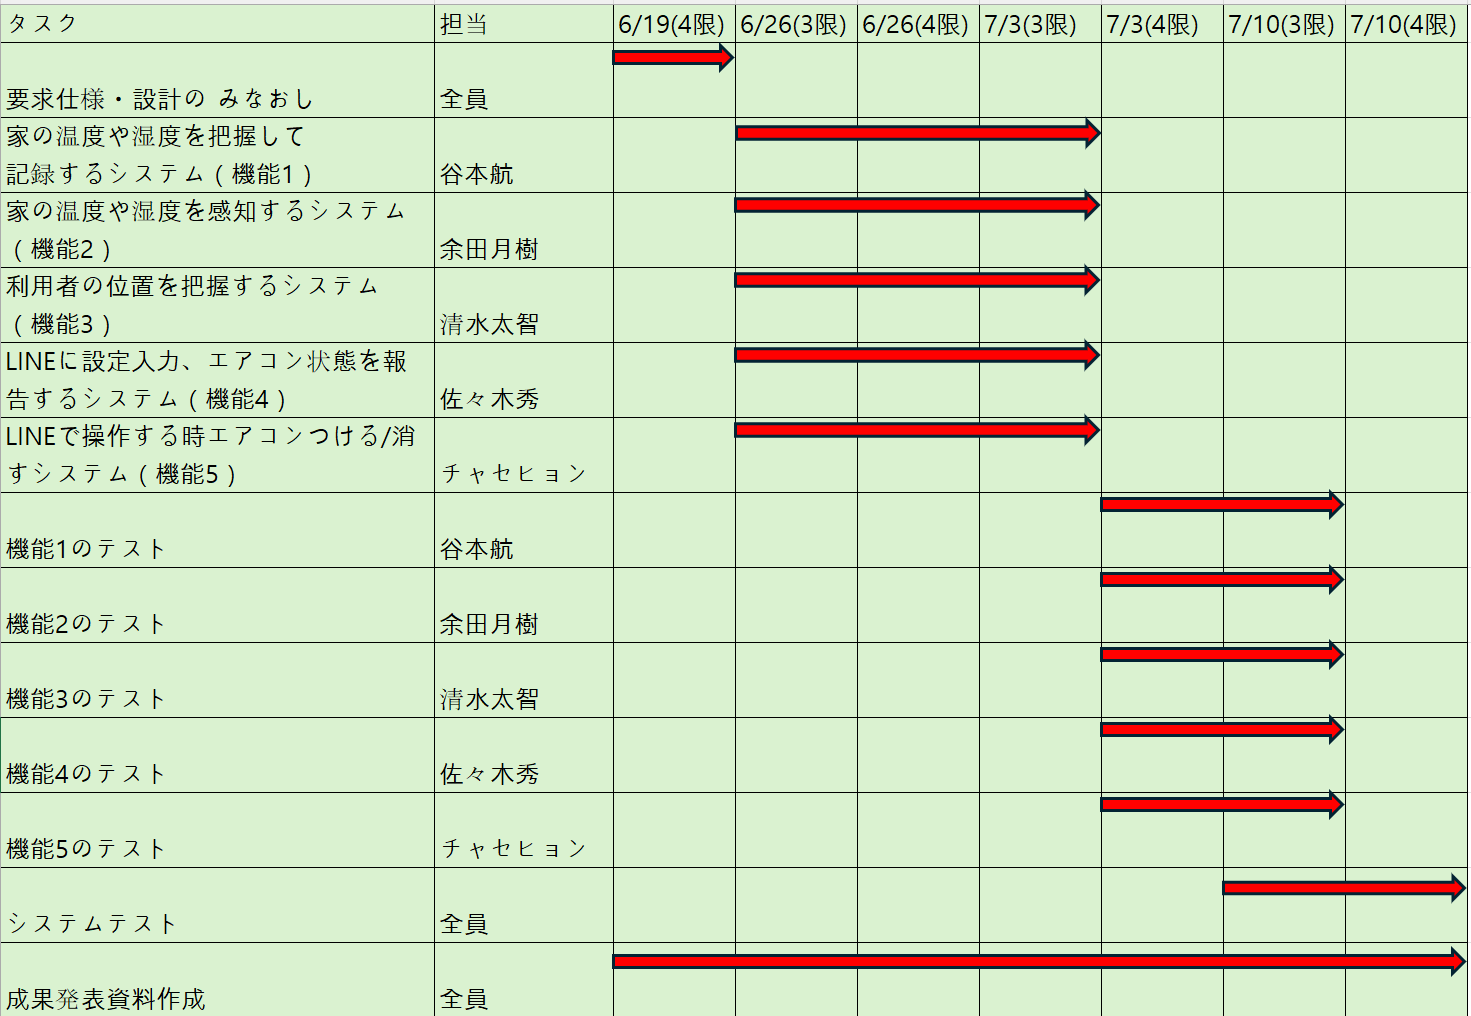 タスク 担当 6/19(4限) 6/26(3限) 6/26(4限) 7/3(3限) 7/3(4限) 7/10(3限) 7/10(4限)
要求仕様・設計の みなおし 全員
家の温度や湿度を把握して
記録するシステム(機能1) 谷本航
家の温度や湿度を感知するシステム
(機能2) 余田月樹
利用者の位置を把握するシステム
(機能3) 清水太智
LINEに設定入力、エアコン状態を報
告するシステム(機能4) 佐々木秀
LINEで操作する時エアコンつける/消
すシステム(機能5) チャセヒョン
機能1のテスト 谷本航
機能2のテスト 余田月樹
機能3のテスト 清水太智
機能4のテスト 佐々木秀
機能5のテスト チャセヒョン
システムテスト 全員
成果発表資料作成 全員